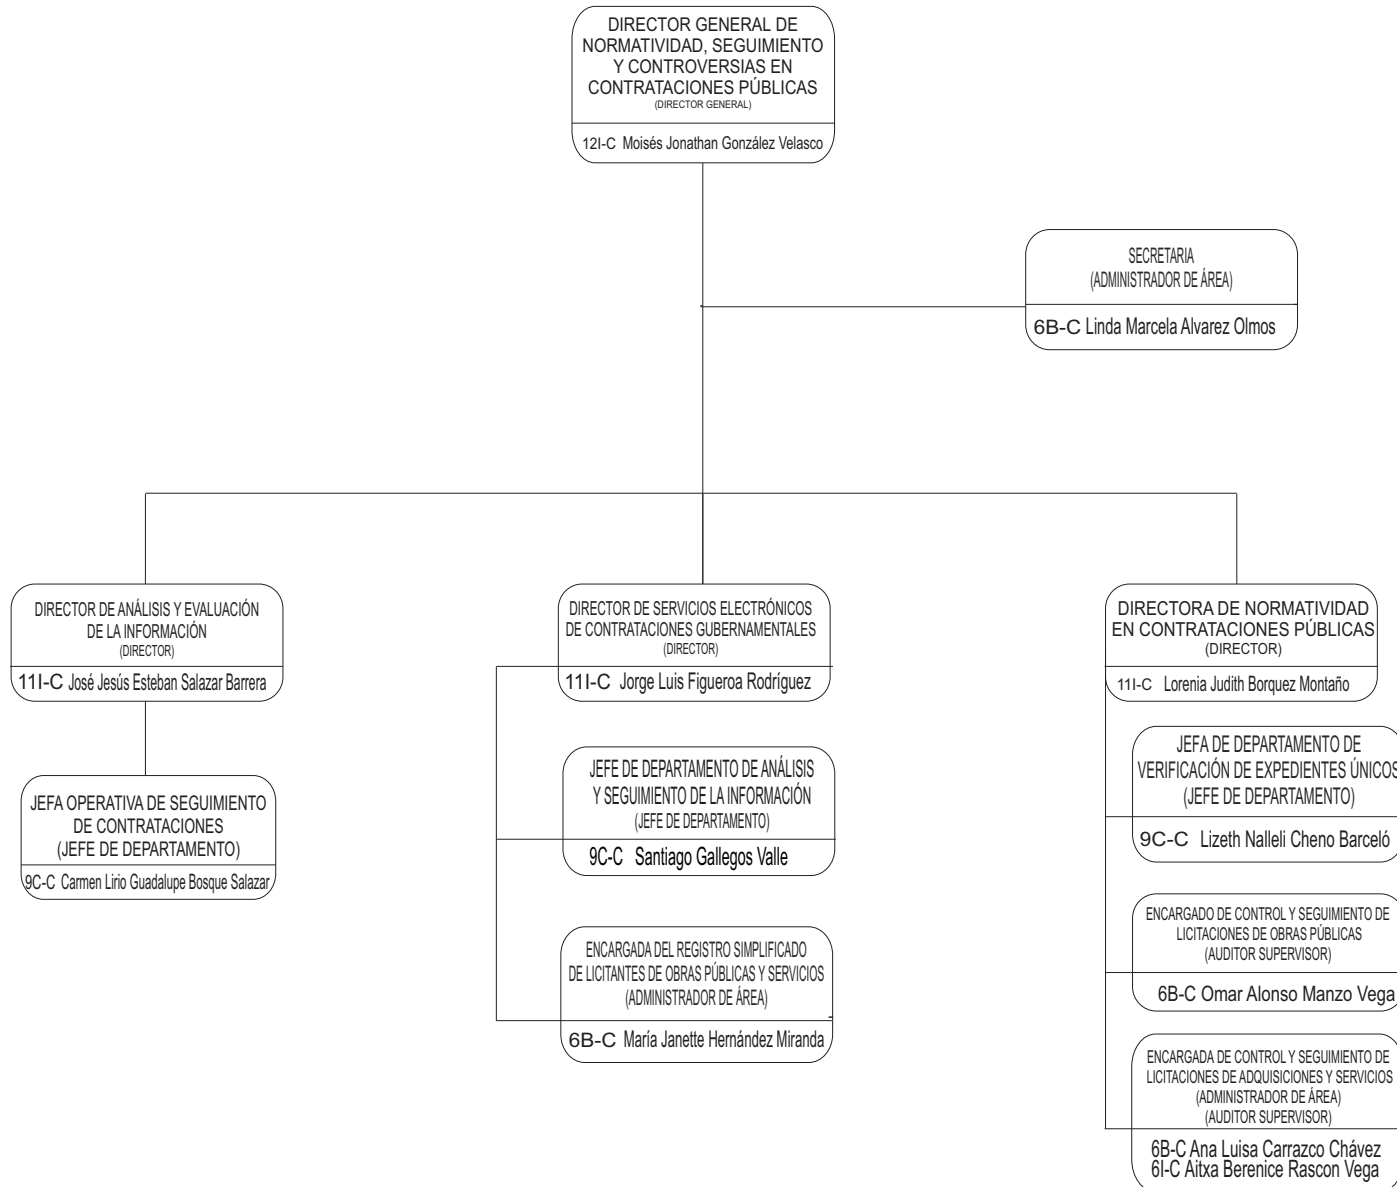 DIRECTOR GENERAL DE
NORMATIVIDAD, SEGUIMIENTO
Y CONTROVERSIAS EN
CONTRATACIONES PÚBLICAS
(DIRECTOR GENERAL)
12I-C Moisés Jonathan González Velasco
SECRETARIA
(ADMINISTRADOR DE ÁREA)
6B-C Linda Marcela Alvarez Olmos
DIRECTOR DE ANÁLISIS Y EVALUACIÓN
DE LA INFORMACIÓN
(DIRECTOR)
11I-C José Jesús Esteban Salazar Barrera
JEFA OPERATIVA DE SEGUIMIENTO
DE CONTRATACIONES
(JEFE DE DEPARTAMENTO)
9C-C Carmen Lirio Guadalupe Bosque Salazar
DIRECTOR DE SERVICIOS ELECTRÓNICOS
DE CONTRATACIONES GUBERNAMENTALES
(DIRECTOR)
11I-C Jorge Luis Figueroa Rodríguez
JEFE DE DEPARTAMENTO DE ANÁLISIS
Y SEGUIMIENTO DE LA INFORMACIÓN
(JEFE DE DEPARTAMENTO)
9C-C Santiago Gallegos Valle
ENCARGADA DEL REGISTRO SIMPLIFICADO
DE LICITANTES DE OBRAS PÚBLICAS Y SERVICIOS
(ADMINISTRADOR DE ÁREA)
6B-C María Janette Hernández Miranda
DIRECTORA DE NORMATIVIDAD
EN CONTRATACIONES PÚBLICAS
(DIRECTOR)
11I-C Lorenia Judith Borquez Montaño
JEFA DE DEPARTAMENTO DE
VERIFICACIÓN DE EXPEDIENTES ÚNICOS
(JEFE DE DEPARTAMENTO)
9C-C Lizeth Nalleli Cheno Barceló
ENCARGADO DE CONTROL Y SEGUIMIENTO DE
LICITACIONES DE OBRAS PÚBLICAS
(AUDITOR SUPERVISOR)
6B-C Omar Alonso Manzo Vega
ENCARGADA DE CONTROL Y SEGUIMIENTO DE
LICITACIONES DE ADQUISICIONES Y SERVICIOS
(ADMINISTRADOR DE ÁREA)
(AUDITOR SUPERVISOR)
6B-C Ana Luisa Carrazco Chávez
6I-C Aitxa Berenice Rascon Vega